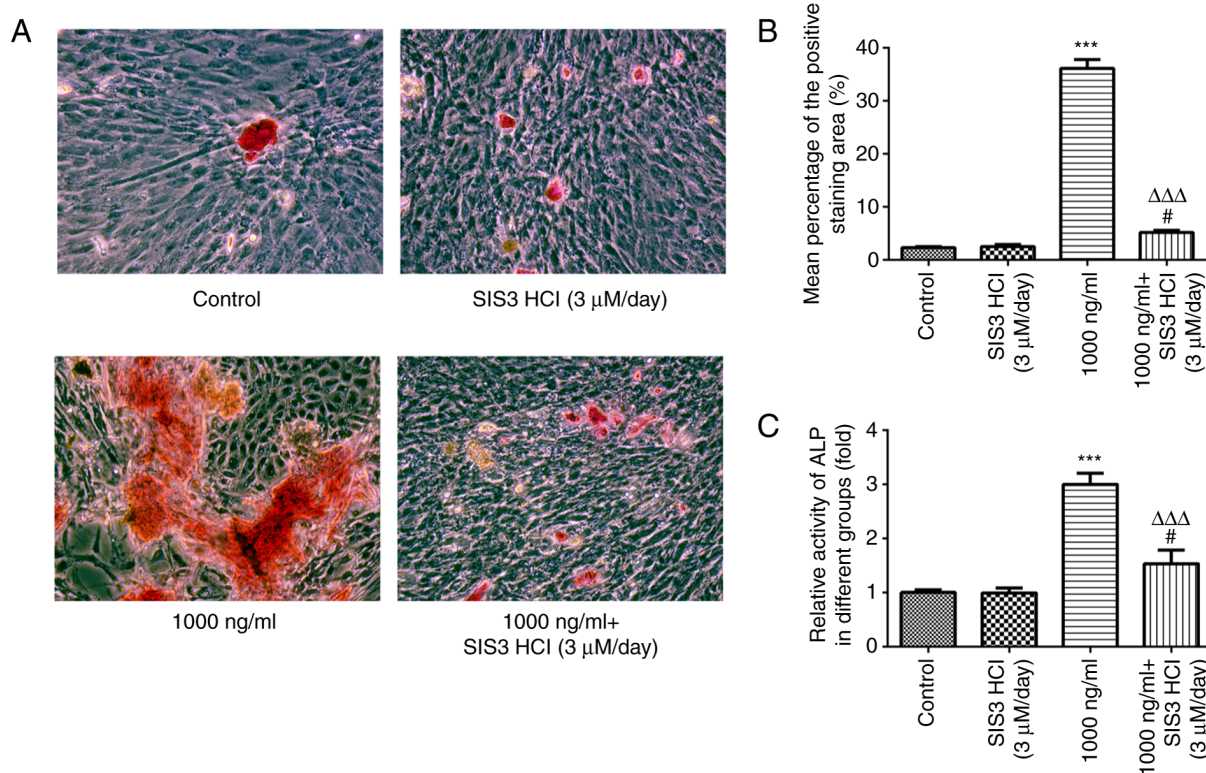 A
Control
SIS3 HCl (3 µM/day)
1000 ng/ml
1000 ng/ml+
SIS3 HCl (3 µM/day)
B
Mean percentage of the positive
staining area (%)
40
30
20
10
0
***
ΔΔΔ
#
Control
SIS3 HCl
(3 µM/day)
1000 ng/ml
1000 ng/ml+
SIS3 HCl
(3 µM/day)
C
Relative activity of ALP
in different groups (fold)
4
3
2
1
0
***
ΔΔΔ
#
Control
SIS3 HCl
(3 µM/day)
1000 ng/ml
1000 ng/ml+
SIS3 HCl
(3 µM/day)